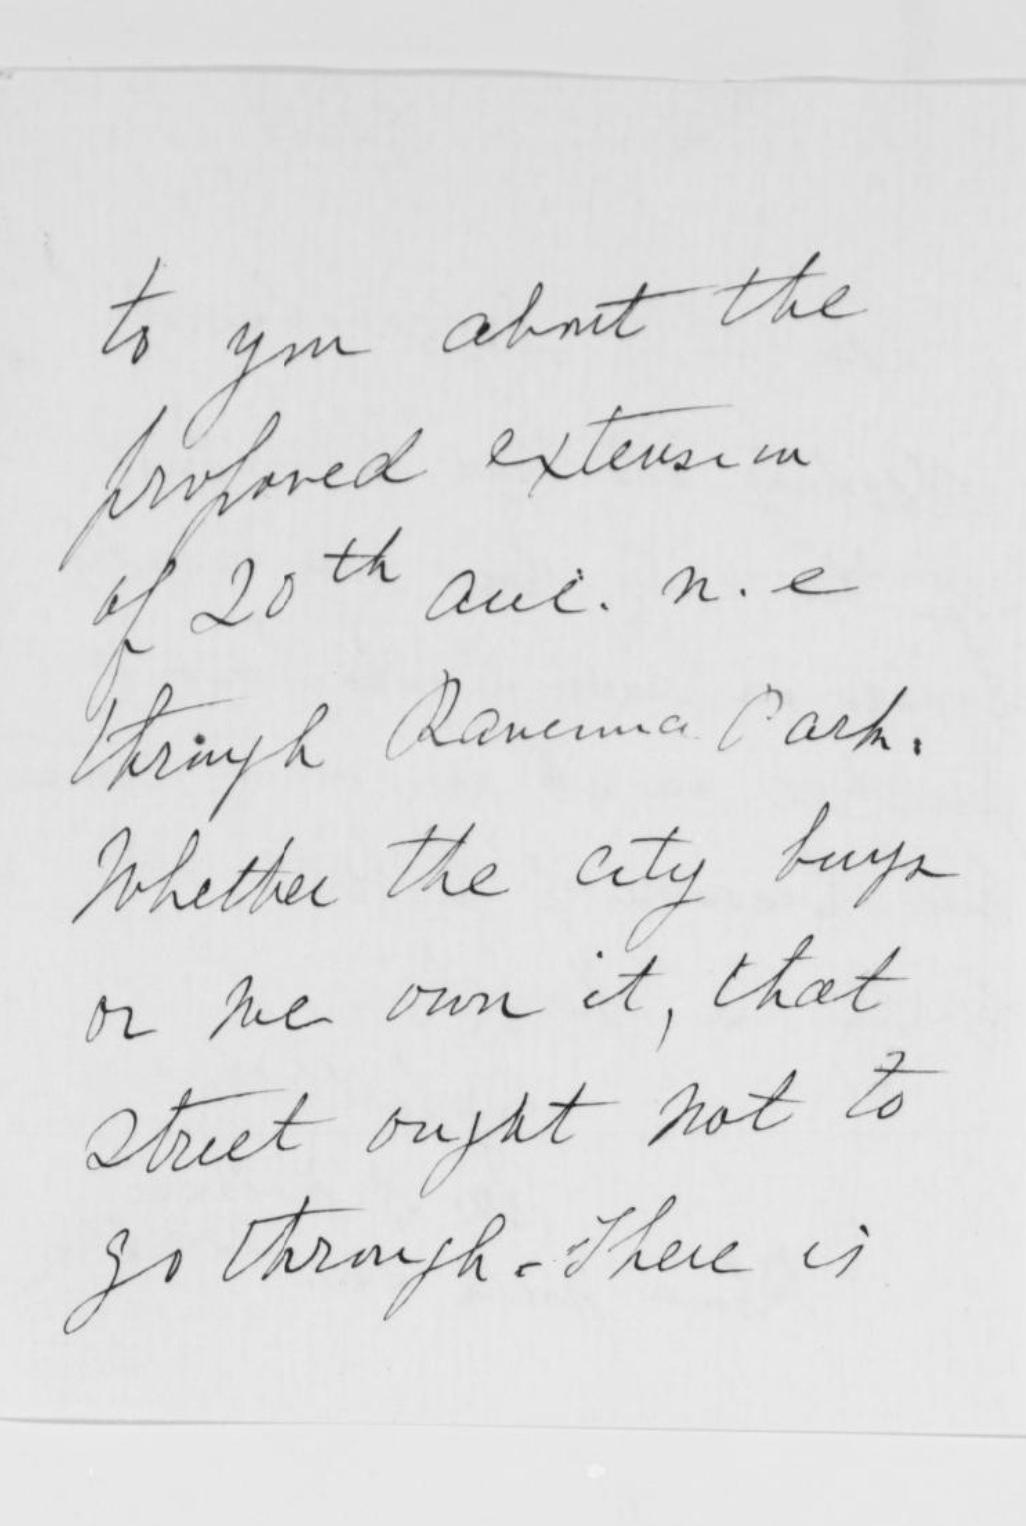 to you about the
proposed extension
of 20th ave. n.e
through Ravenna Park.
Whether the city buys
or we own it, that
street ought not to
go through. There is